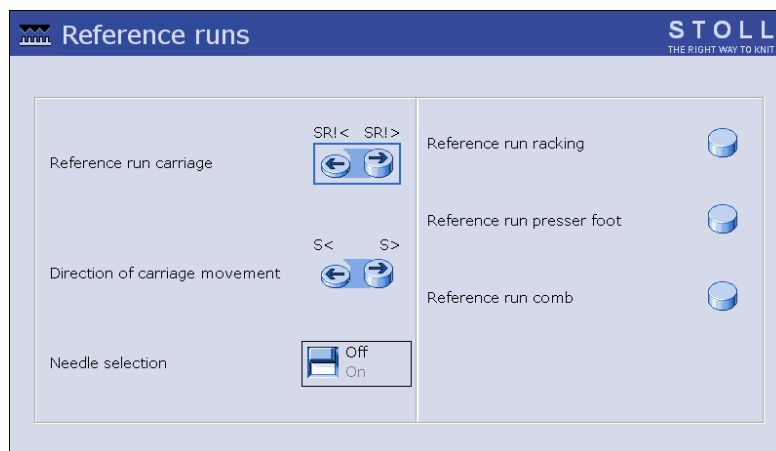 Reference runs
STOLL
THE RIGHT WAY TO KNIT
SR!< SR!>
Reference run carriage
S< S>
Direction of carriage movement
Needle selection
Off
On
Reference run racking
Reference run presser foot
Reference run comb